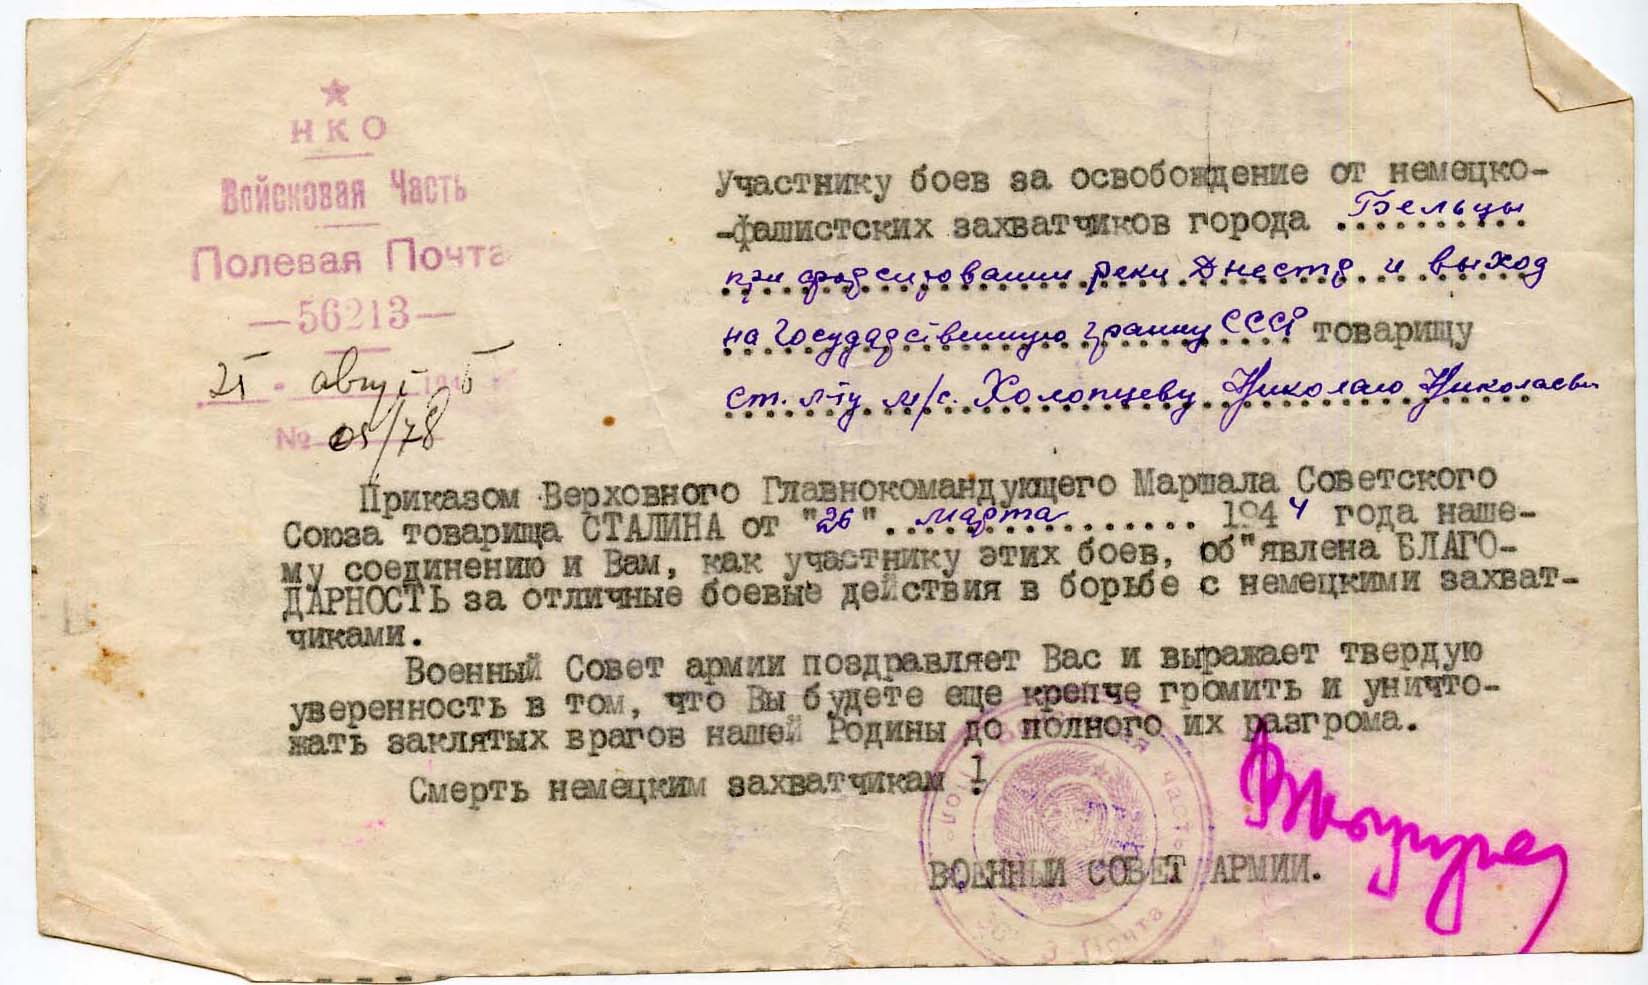 НКО
Войсковая Часть
Полевая Почта
—56213—
25 - август 1945
№ 05/78
Участнику боев за освобождение от немецко-
-фашистских захватчиков города Бельцы
при форсировании реки Днестр и выход
на Государственную границу СССР товарищу
ст. л-ту м/с. Холопцеву Николаю Николаевич
Приказом Верховного Главнокомандующего Маршала Советского
Союза товарища СТАЛИНА от "26" марта 1944 года наше-
му соединению и Вам, как участнику этих боев, об"явлена БЛАГО-
ДАРНОСТЬ за отличные боевые действия в борьбе с немецкими захват-
чиками.
Военный Совет армии поздравляет Вас и выражает твердую
уверенность в том, что Вы будете еще крепче громить и уничто-
жать заклятых врагов нашей Родины до полного их разгрома.
Смерть немецким захватчикам !
ВОЕННЫЙ СОВЕТ АРМИИ.
часть
Почта